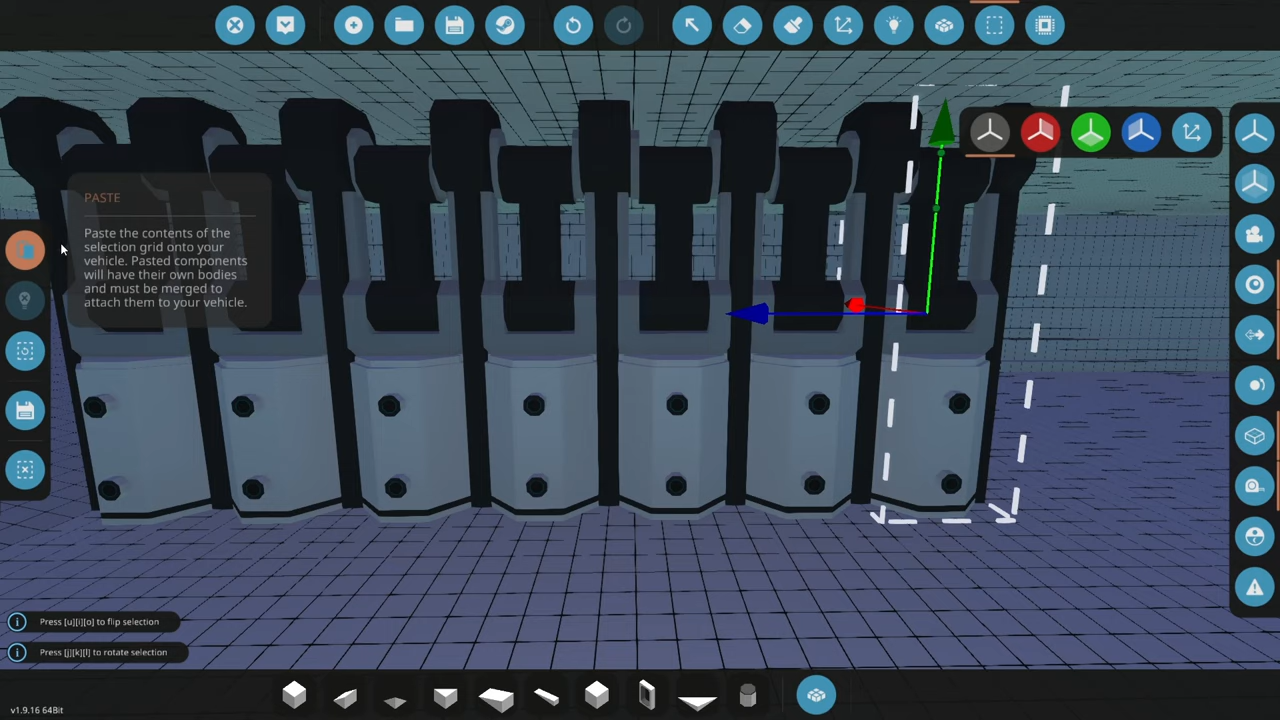 PASTE
Paste the contents of the
selection grid onto your
vehicle. Pasted components
will have their own bodies
and must be merged to
attach them to your vehicle.
Press [u][i][o] to flip selection
Press [j][k][l] to rotate selection
v1.9.16 64Bit